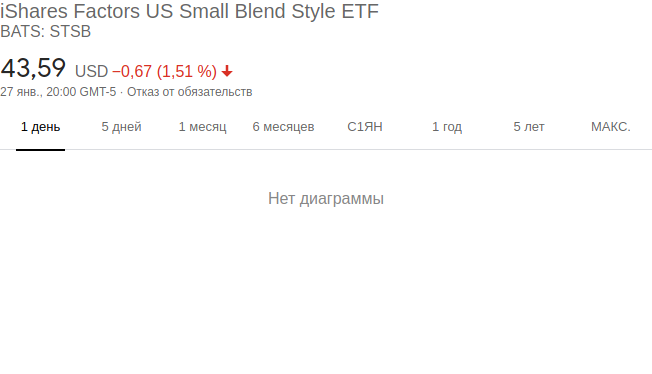 iShares Factors US Small Blend Style ETF
BATS: STSB
43,59 USD −0,67 (1,51 %)
27 янв., 20:00 GMT-5 · Отказ от обязательств
1 день 5 дней 1 месяц 6 месяцев С1ЯН 1 год 5 лет МАКС.
Нет диаграммы